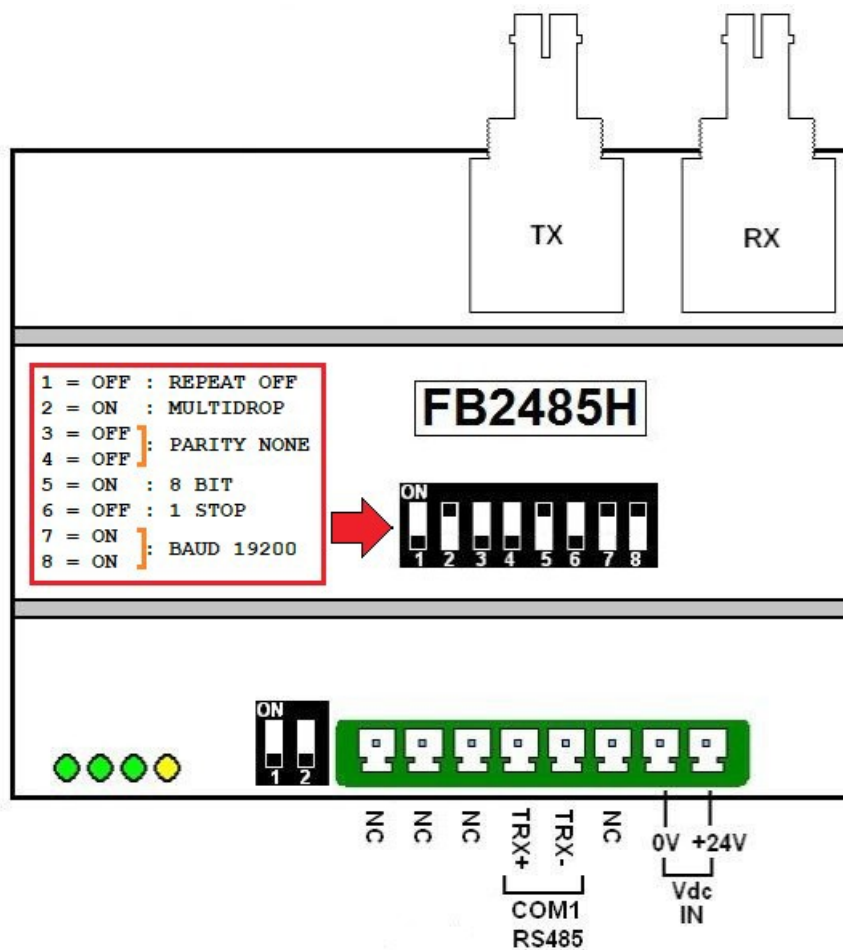 TX
RX
1 = OFF : REPEAT OFF
2 = ON : MULTIDROP
3 = OFF
4 = OFF
: PARITY NONE
5 = ON : 8 BIT
6 = OFF : 1 STOP
7 = ON
8 = ON
: BAUD 19200
FB2485H
ON
1 2 3 4 5 6 7 8
ON
1 2
NC
NC
NC
TRX+
TRX-
NC
0V +24V
COM1
RS485
Vdc
IN